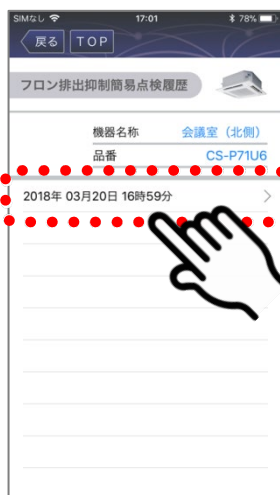 SIMなし 17:01 78%
戻る TOP
フロン排出抑制簡易点検履歴
機器名称 会議室（北側）
品番 CS-P71U6
2018年 03月20日 16時59分